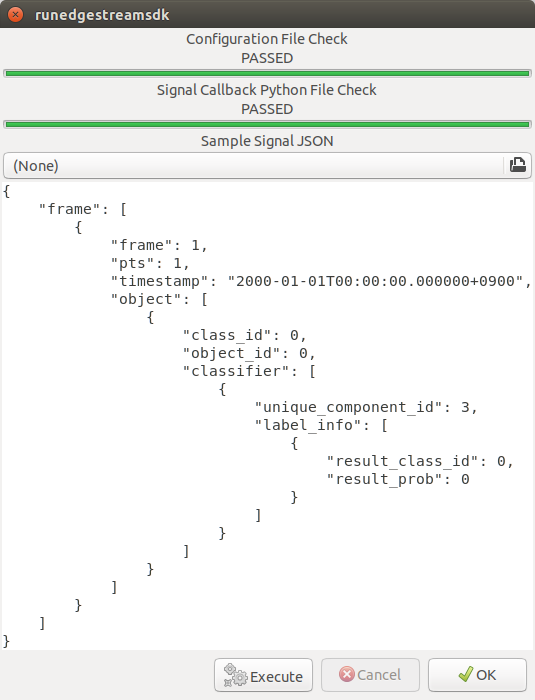 runedgestreamsdk
Configuration File Check
PASSED
Signal Callback Python File Check
PASSED
Sample Signal JSON
(None)
{
    "frame": [
        {
            "frame": 1,
            "pts": 1,
            "timestamp": "2000-01-01T00:00:00.000000+0900",
            "object": [
                {
                    "class_id": 0,
                    "object_id": 0,
                    "classifier": [
                        {
                            "unique_component_id": 3,
                            "label_info": [
                                {
                                    "result_class_id": 0,
                                    "result_prob": 0
                                }
                            ]
                        }
                    ]
                }
            ]
        }
    ]
}
Execute
Cancel
OK